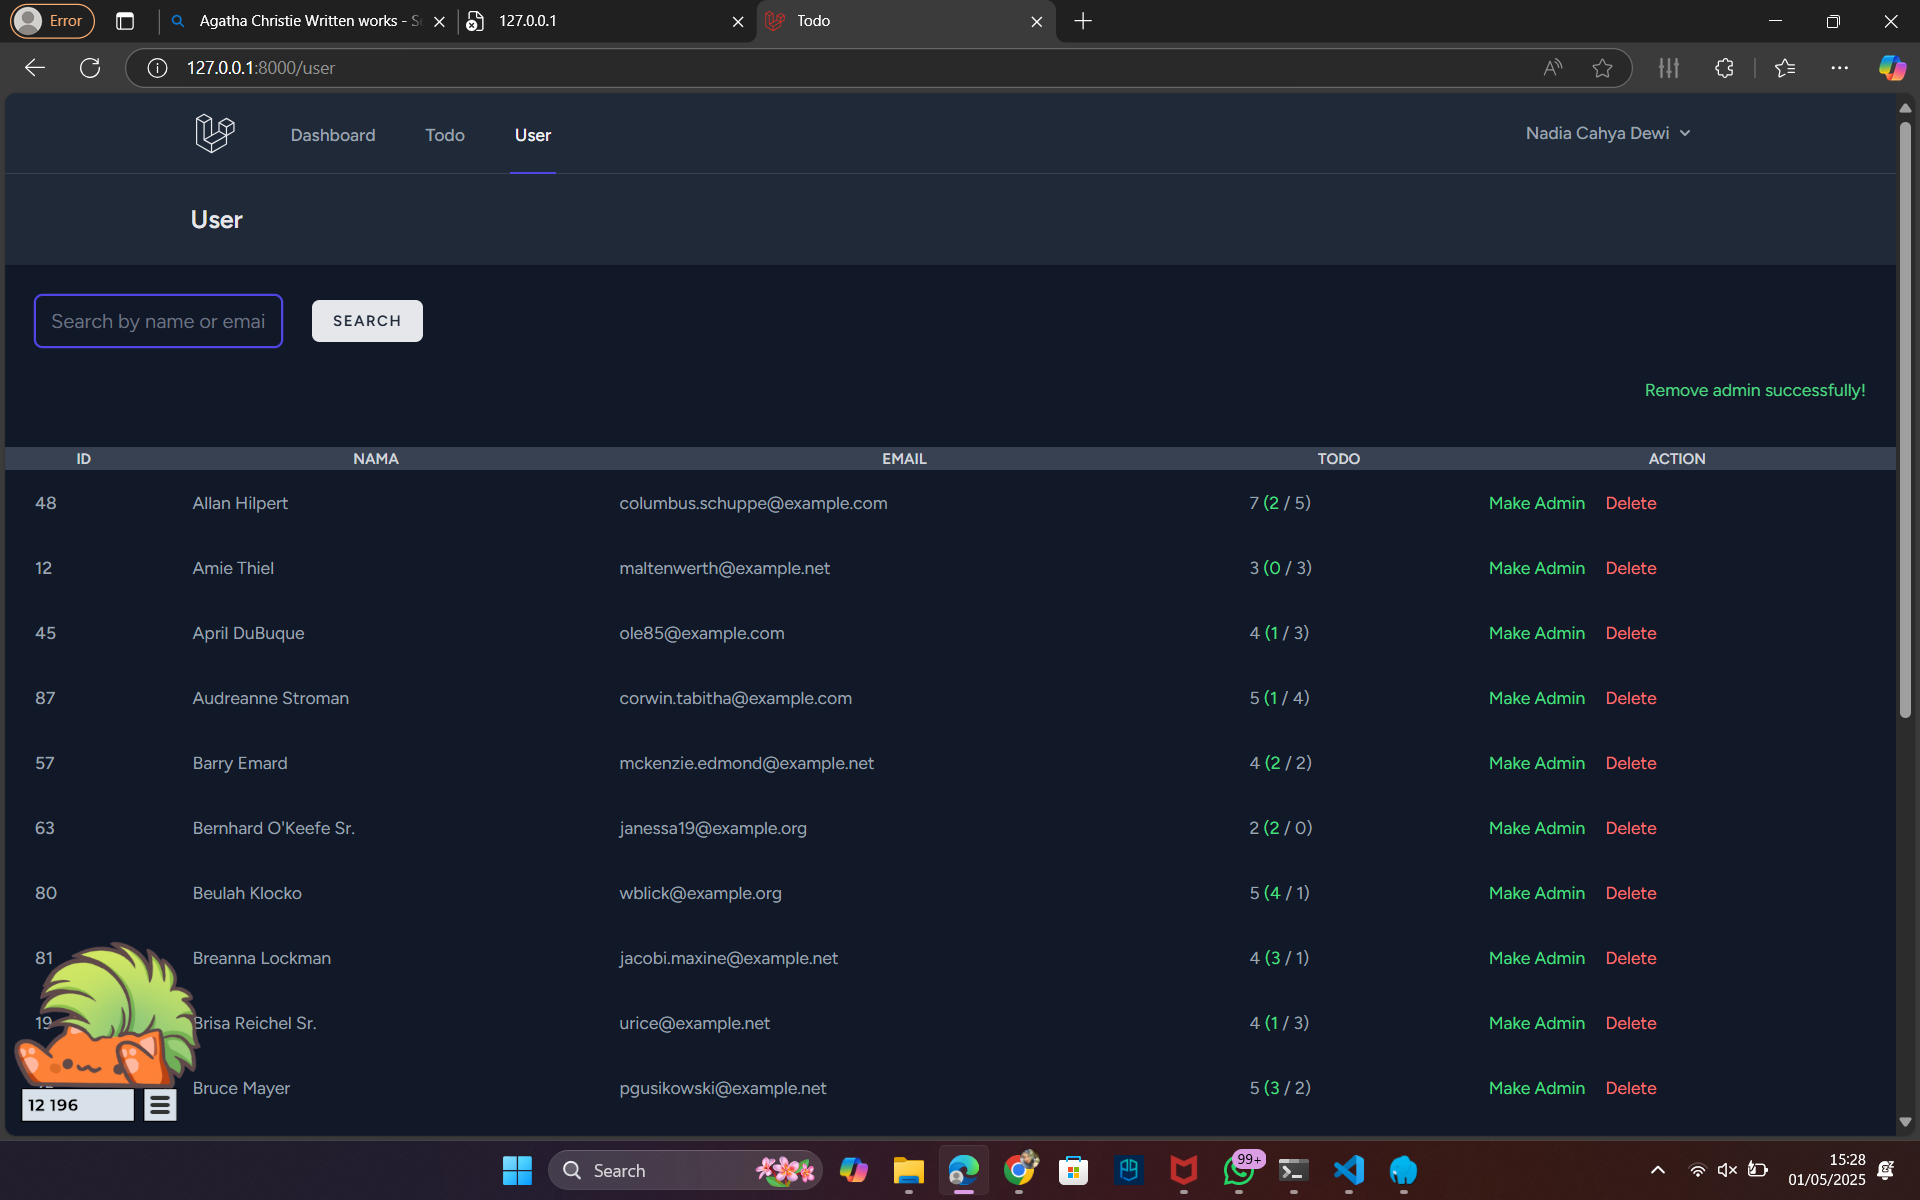 Error
Agatha Christie Written works - Se
127.0.0.1
Todo
127.0.0.1:8000/user
Dashboard
Todo
User
Nadia Cahya Dewi
User
Search by name or emai
SEARCH
Remove admin successfully!
ID NAMA EMAIL TODO ACTION
48 Allan Hilpert columbus.schuppe@example.com 7 (2 / 5) Make Admin Delete
12 Amie Thiel maltenwerth@example.net 3 (0 / 3) Make Admin Delete
45 April DuBuque ole85@example.com 4 (1 / 3) Make Admin Delete
87 Audreanne Stroman corwin.tabitha@example.com 5 (1 / 4) Make Admin Delete
57 Barry Emard mckenzie.edmond@example.net 4 (2 / 2) Make Admin Delete
63 Bernhard O'Keefe Sr. janessa19@example.org 2 (2 / 0) Make Admin Delete
80 Beulah Klocko wblick@example.org 5 (4 / 1) Make Admin Delete
81 Breanna Lockman jacobi.maxine@example.net 4 (3 / 1) Make Admin Delete
19 Brisa Reichel Sr. urice@example.net 4 (1 / 3) Make Admin Delete
Bruce Mayer pgusikowski@example.net 5 (3 / 2) Make Admin Delete
12 196
Search
99+
15:28
01/05/2025